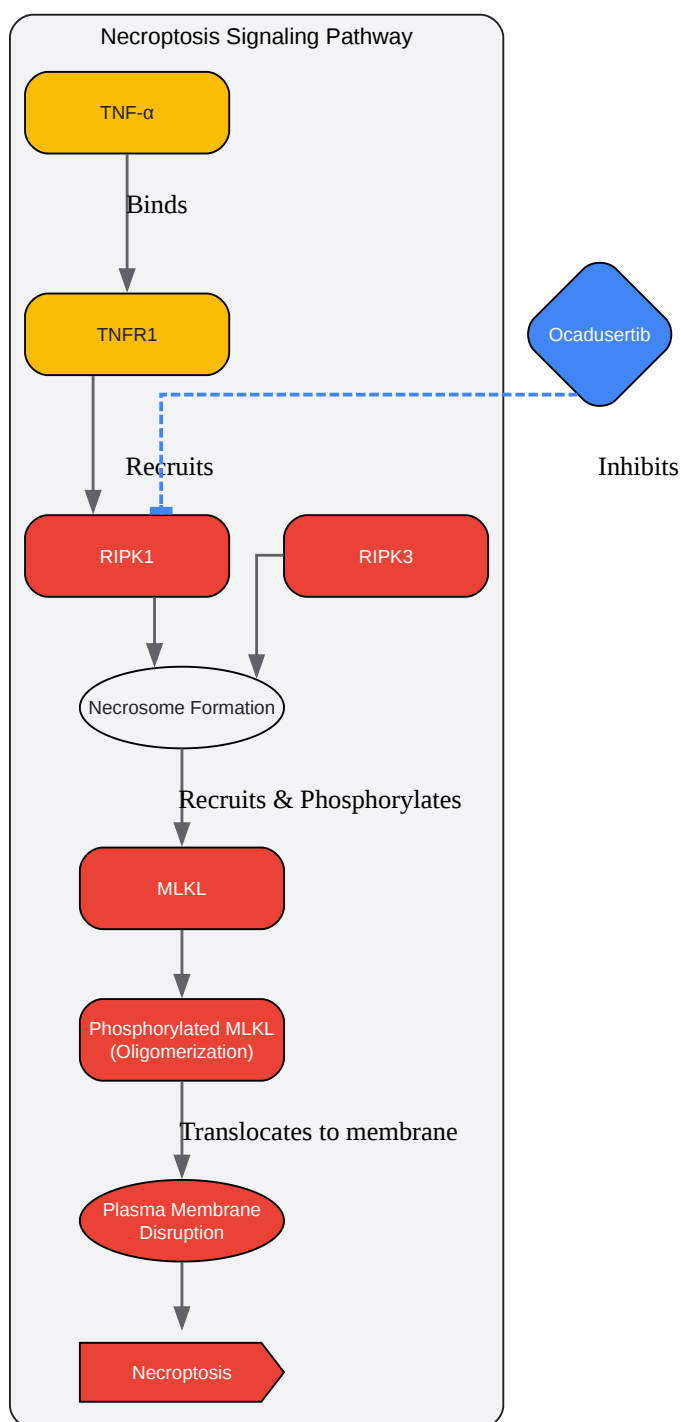 Necroptosis Signaling Pathway
TNF-α
Binds
TNFR1
Ocadusertib
Recruits
Inhibits
RIPK1
RIPK3
Necrosome Formation
Recruits & Phosphorylates
MLKL
Phosphorylated MLKL
(Oligomerization)
Translocates to membrane
Plasma Membrane
Disruption
Necroptosis